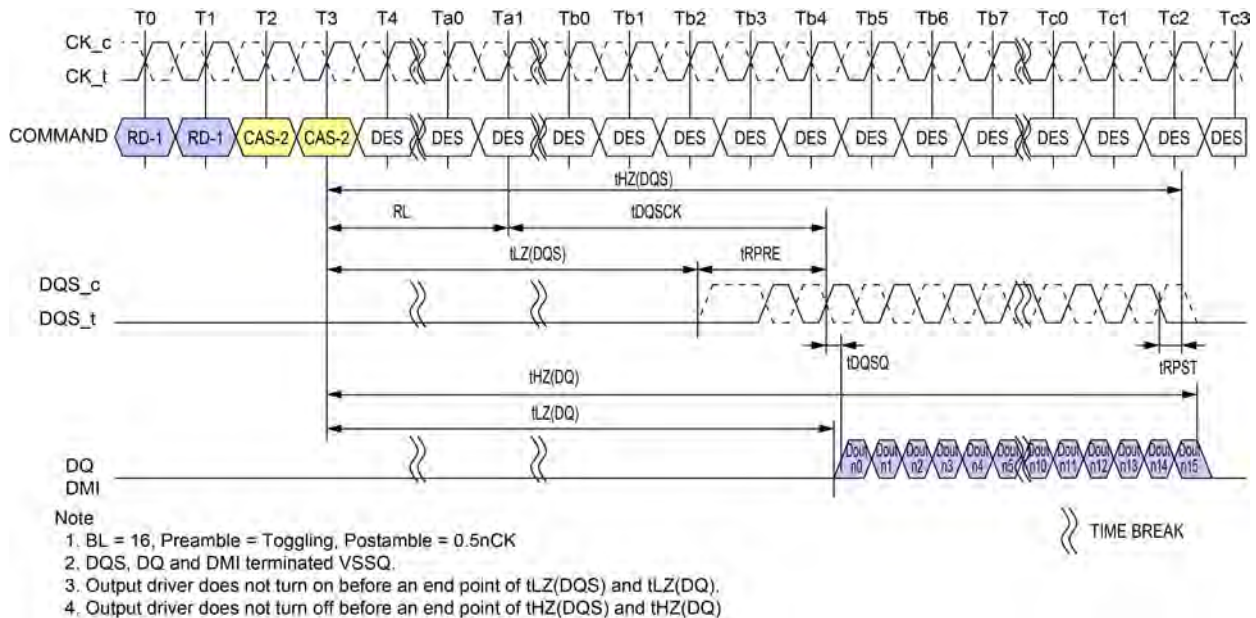 T0 T1 T2 T3 T4 Ta0 Ta1 Tb0 Tb1 Tb2 Tb3 Tb4 Tb5 Tb6 Tb7 Tc0 Tc1 Tc2 Tc3
CK_c
CK_t
COMMAND RD-1 RD-1 CAS-2 CAS-2 DES DES DES DES DES DES DES DES DES DES DES DES DES DES DES
tHZ(DQS)
RL tDQSCK
tLZ(DQS) tRPRE
DQS_c
DQS_t
tDQSQ tRPST
tHZ(DQ)
tLZ(DQ)
DQ Dout Dout Dout Dout Dout Dout Dout Dout Dout Dout Dout Dout
n0 n1 n2 n3 n4 n5 n10 n11 n12 n13 n14 n15
DMI
Note
1. BL = 16, Preamble = Toggling, Postamble = 0.5nCK
2. DQS, DQ and DMI terminated VSSQ.
3. Output driver does not turn on before an end point of tLZ(DQS) and tLZ(DQ).
4. Output driver does not turn off before an end point of tHZ(DQS) and tHZ(DQ)
TIME BREAK